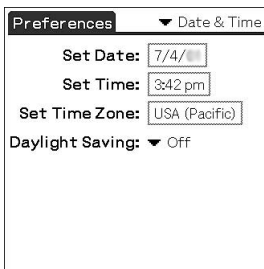 Preferences ▼ Date & Time
Set Date: 7/4/
Set Time: 3:42 pm
Set Time Zone: USA (Pacific)
Daylight Saving: ▼ Off